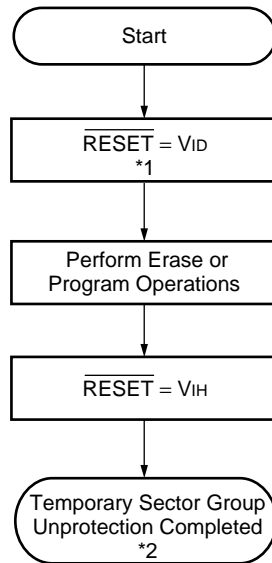 Start
RESET = VID
*1
Perform Erase or
Program Operations
RESET = VIH
Temporary Sector Group
Unprotection Completed
*2